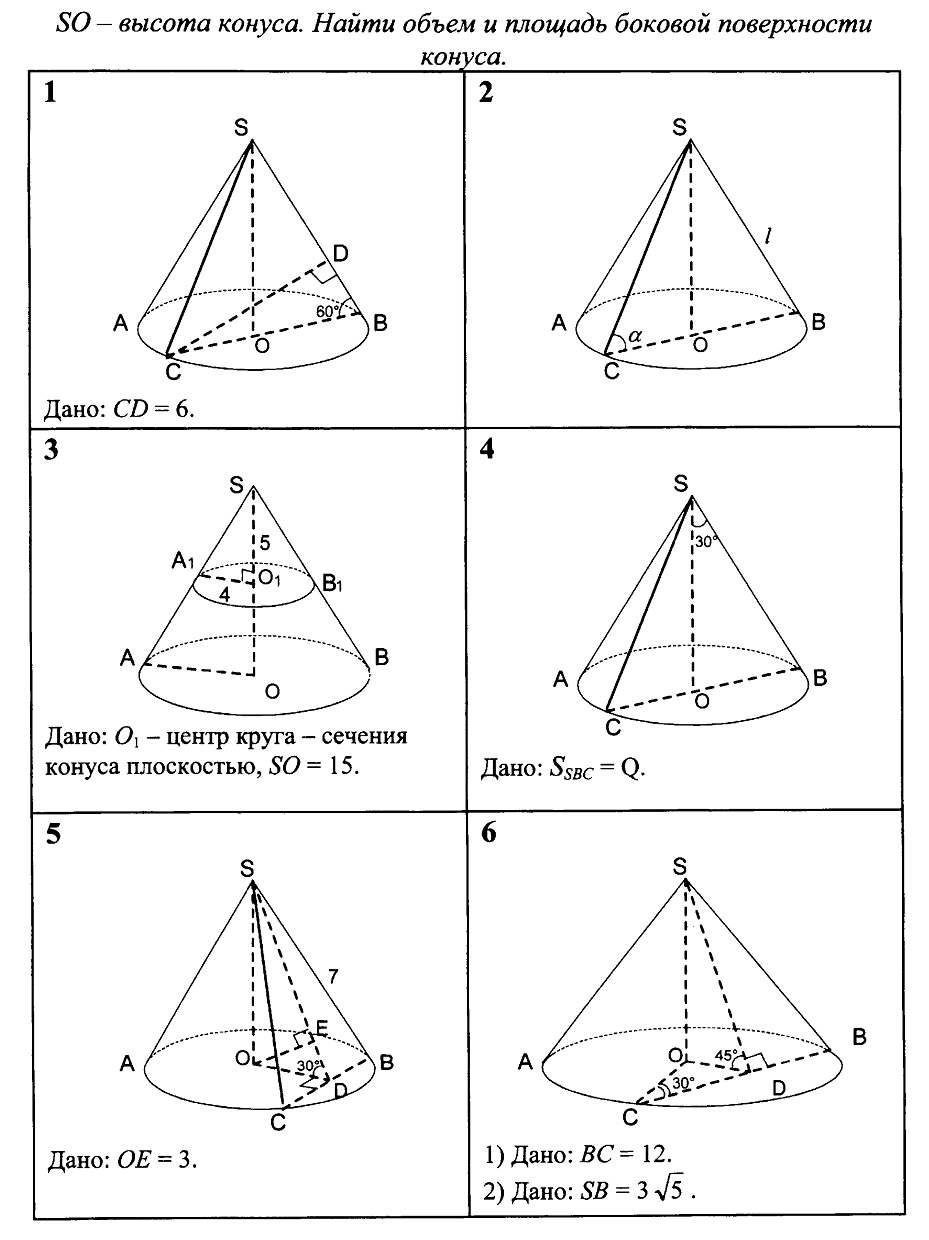 SO – высота конуса. Найти объем и площадь боковой поверхности
конуса.
1
S
D
60°
A
B
O
C
Дано: CD = 6.
2
S
l
A
B
α
O
C
3
S
5
A₁
O₁
B₁
4
A
B
O
Дано: O₁ – центр круга – сечения
конуса плоскостью, SO = 15.
4
S
30°
A
B
O
C
Дано: S_SBC = Q.
5
S
7
E
A
O
30°
B
D
C
Дано: OE = 3.
6
S
B
A
O
45°
30°
D
C
1) Дано: BC = 12.
2) Дано: SB = 3√5 .